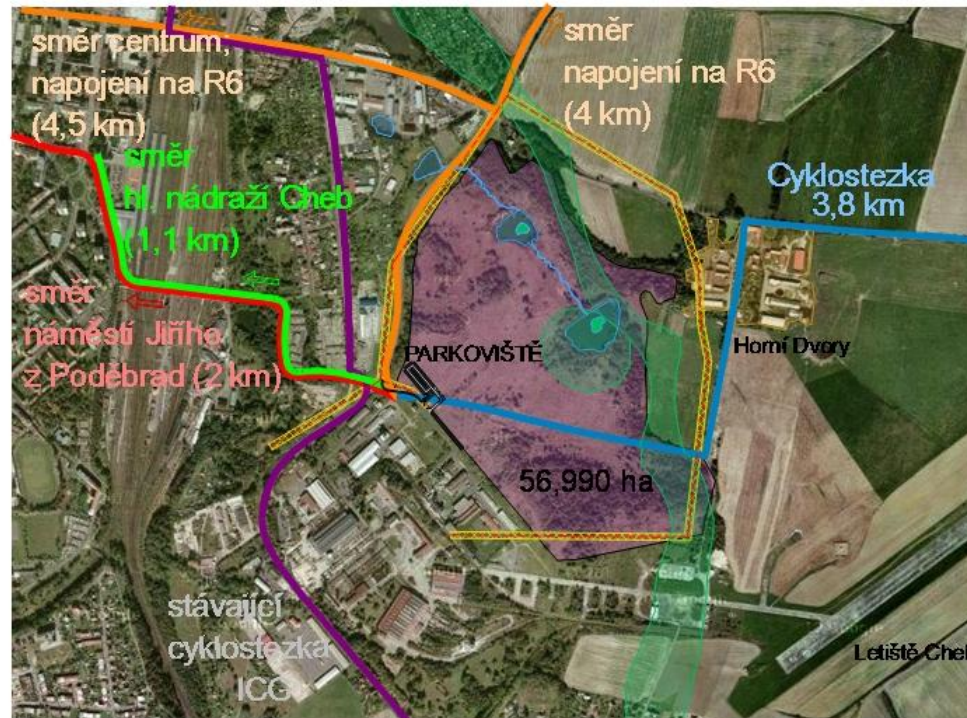 směr centrum,
napojení na R6
(4,5 km)
směr
napojení na R6
(4 km)
směr
hl. nádraží Cheb
(1,1 km)
Cyklostezka
3,8 km
směr
náměstí Jiřího
z Poděbrad (2 km)
PARKOVIŠTĚ
Horní Dvory
56,990 ha
stávající
cyklostezka
Letiště Cheb